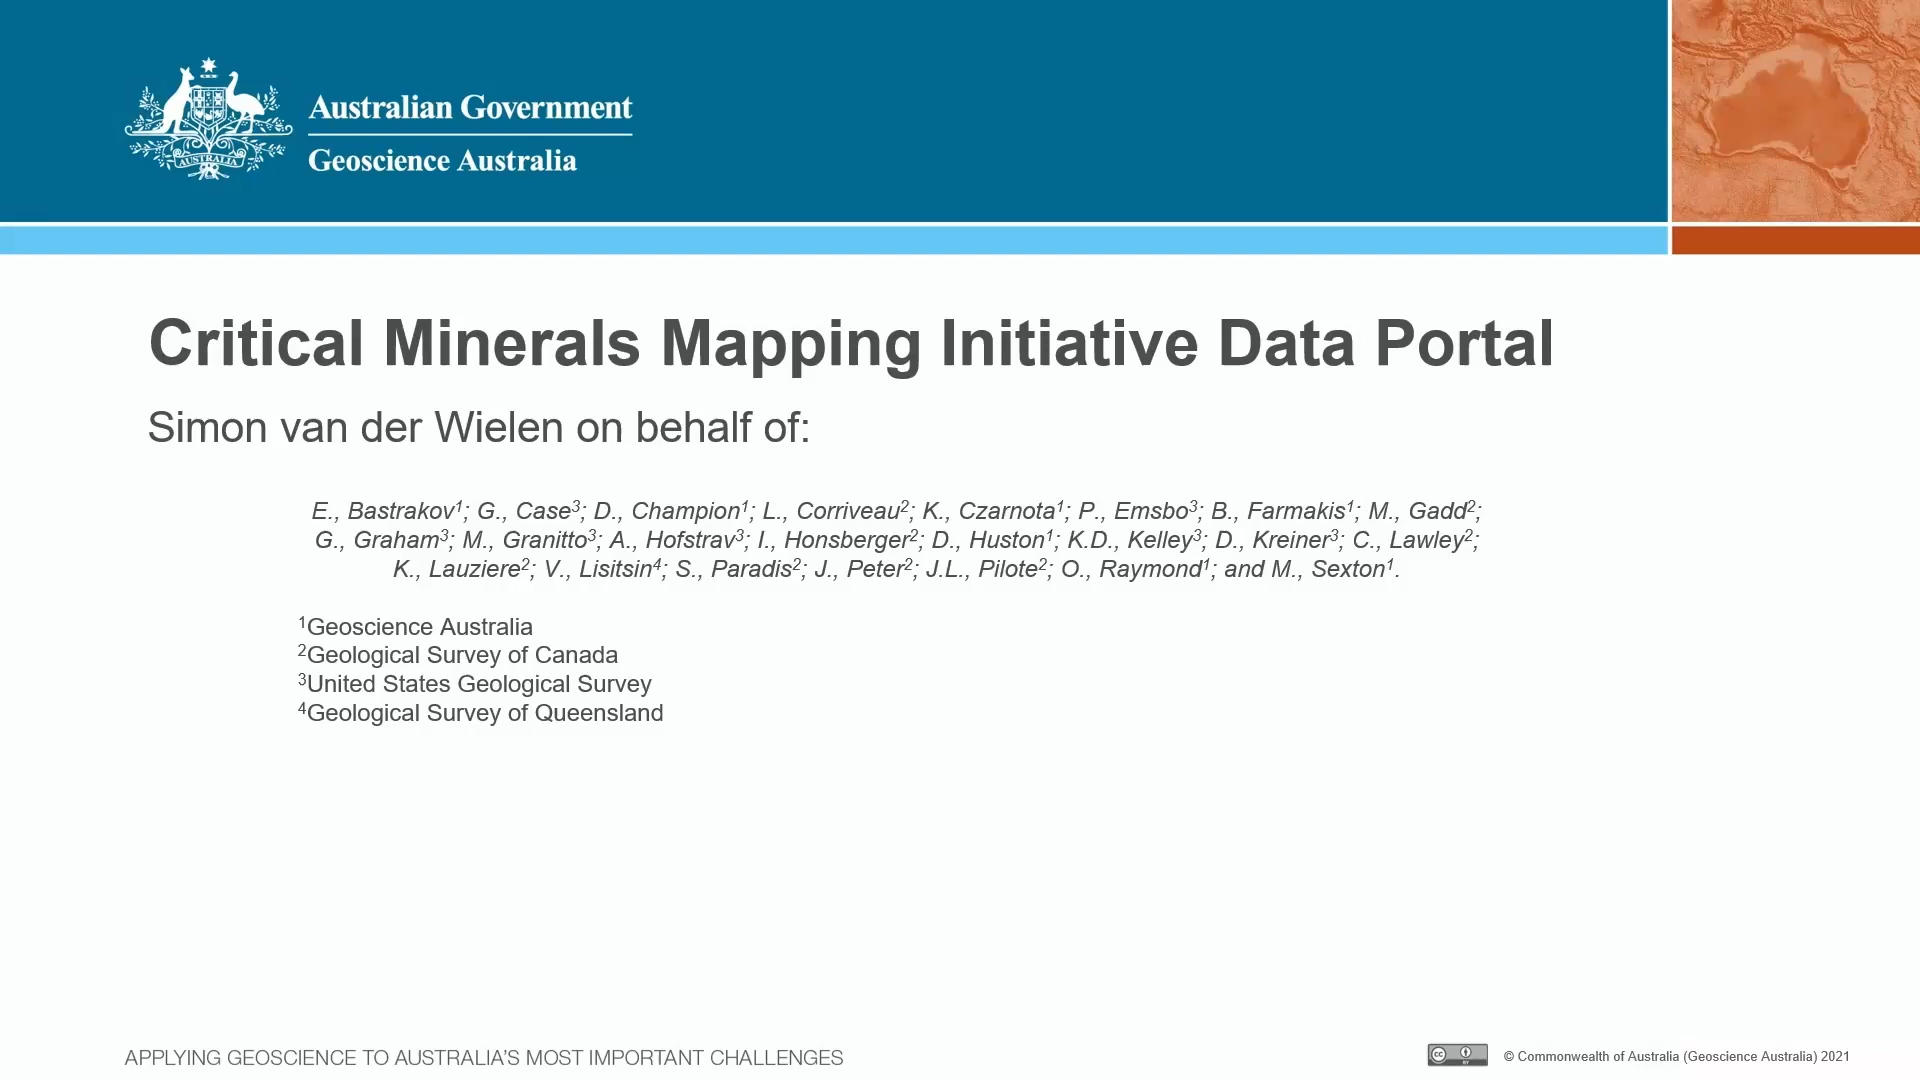 AUSTRALIA
Australian Government
Geoscience Australia
Critical Minerals Mapping Initiative Data Portal
Simon van der Wielen on behalf of:
E., Bastrakov¹; G., Case³; D., Champion¹; L., Corriveau²; K., Czarnota¹; P., Emsbo³; B., Farmakis¹; M., Gadd²;
G., Graham³; M., Granitto³; A., Hofstrav³; I., Honsberger²; D., Huston¹; K.D., Kelley³; D., Kreiner³; C., Lawley²;
K., Lauziere²; V., Lisitsin⁴; S., Paradis²; J., Peter²; J.L., Pilote²; O., Raymond¹; and M., Sexton¹.
¹Geoscience Australia
²Geological Survey of Canada
³United States Geological Survey
⁴Geological Survey of Queensland
APPLYING GEOSCIENCE TO AUSTRALIA'S MOST IMPORTANT CHALLENGES
cc BY
© Commonwealth of Australia (Geoscience Australia) 2021